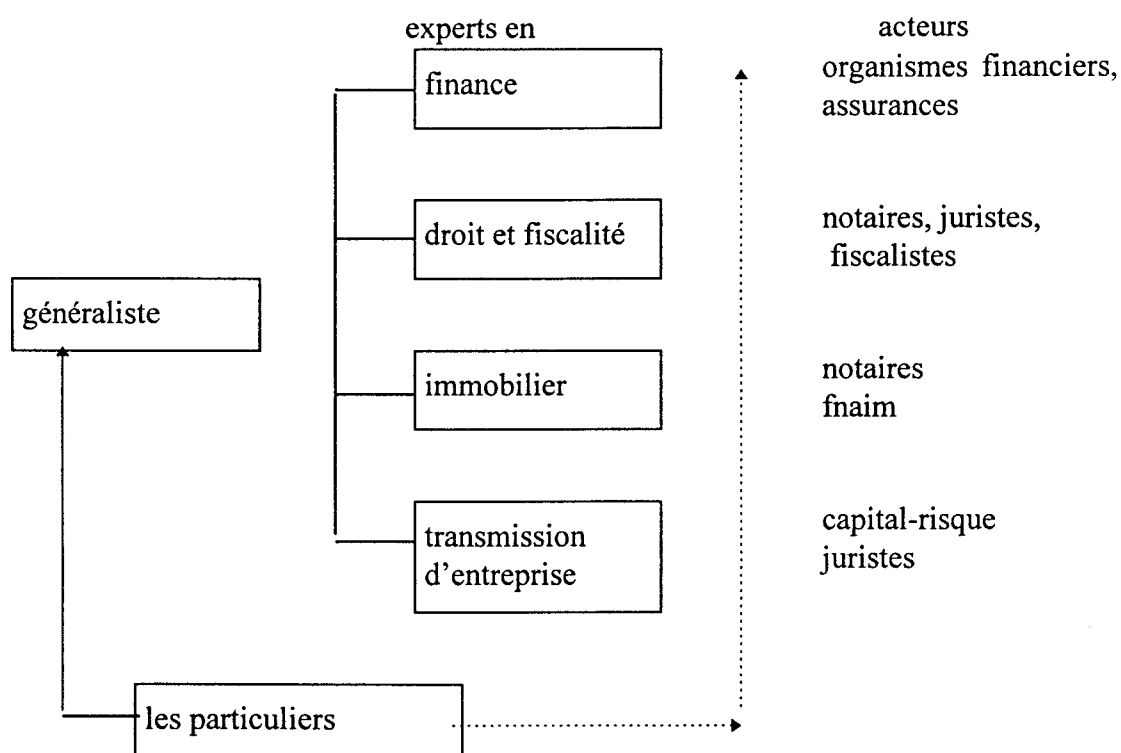 experts en
acteurs
finance
organismes financiers,
assurances
droit et fiscalité
notaires, juristes,
fiscalistes
généraliste
immobilier
notaires
fnaim
transmission
d'entreprise
capital-risque
juristes
les particuliers